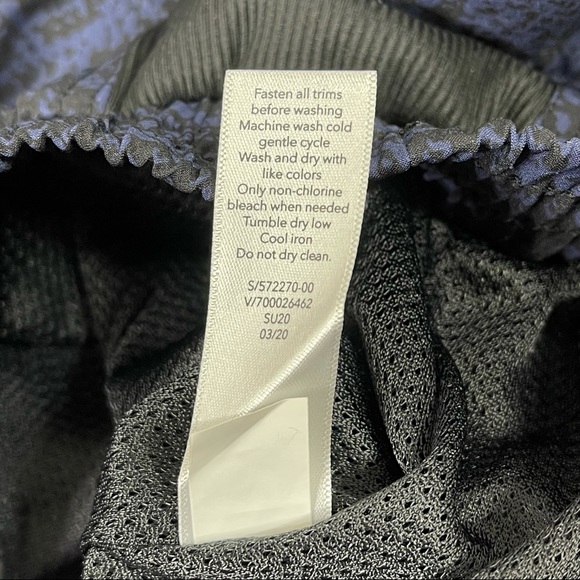 Fasten all trims
before washing
Machine wash cold
gentle cycle
Wash and dry with
like colors
Only non-chlorine
bleach when needed
Tumble dry low
Cool iron
Do not dry clean.
S/572270-00
V/700026462
SU20
03/20